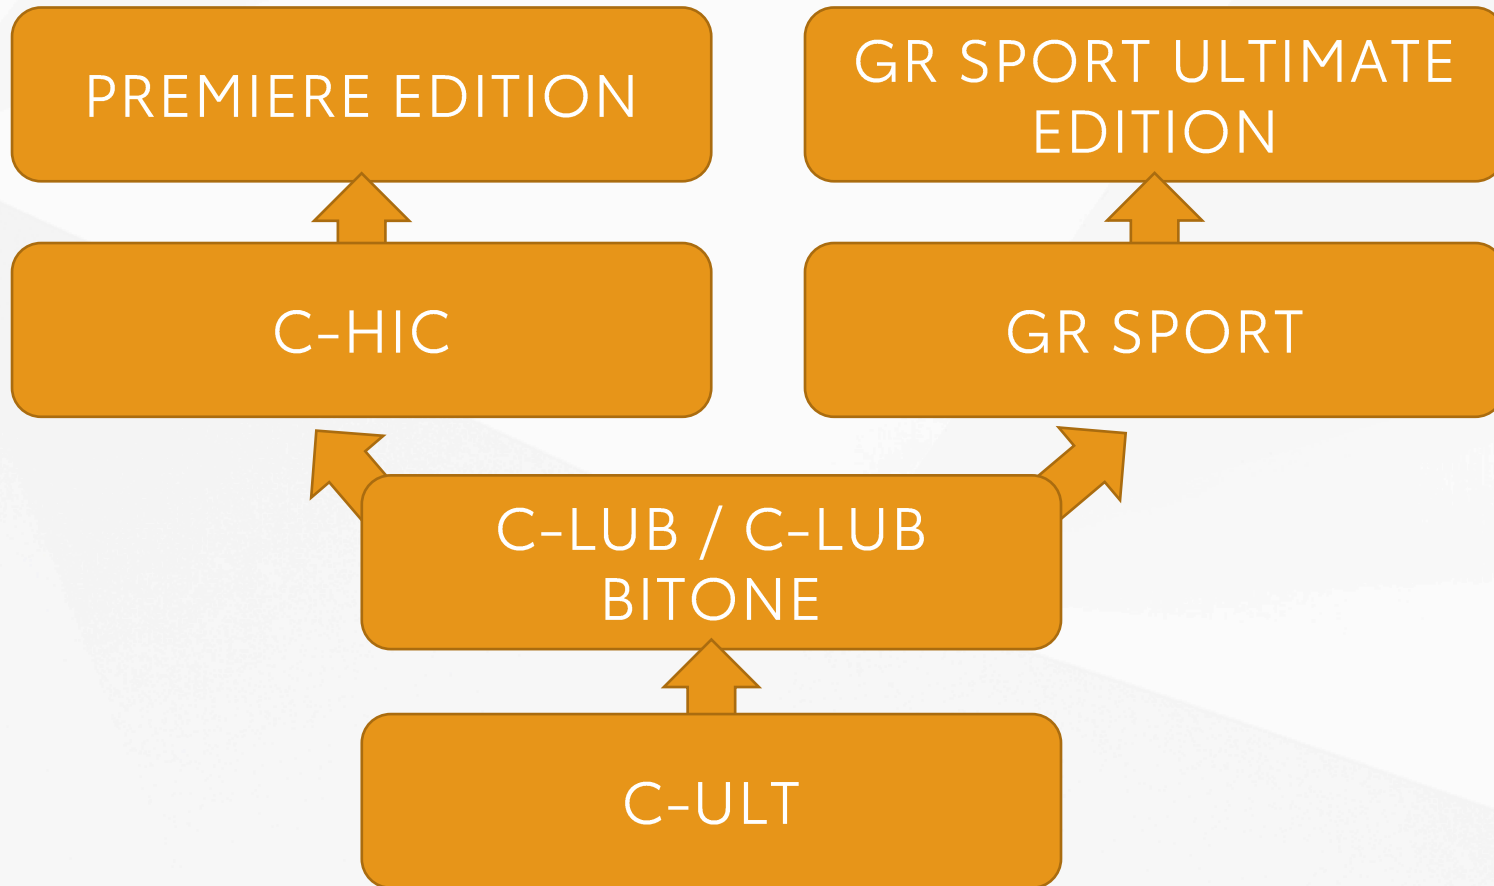 PREMIERE EDITION
GR SPORT ULTIMATE
EDITION
C-HIC
GR SPORT
C-LUB / C-LUB
BITONE
C-ULT